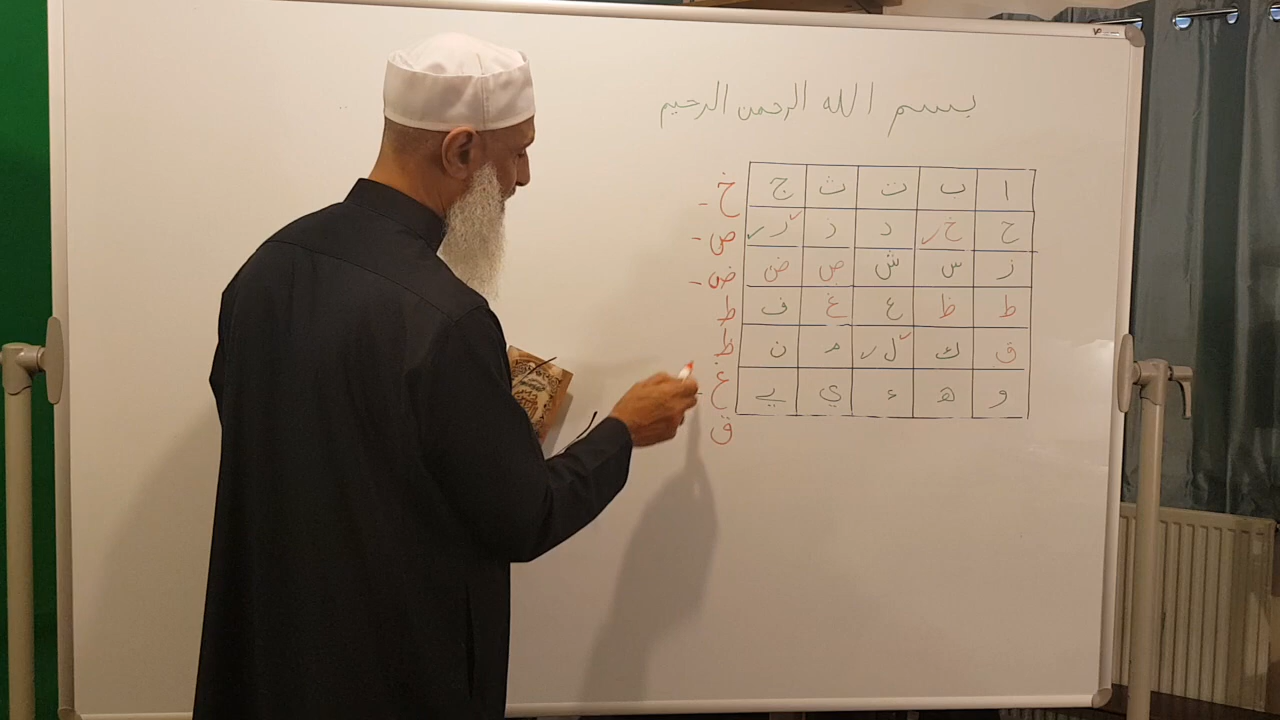 بسم الله الرحمن الرحيم
ا ب ت ث ج
ح خ د ذ ر
ز س ش ص ض
ط ظ ع غ ف
ق ك ل م ن
و ه ء ي ے
خ -
ص -
ض -
ط
ظ
غ -
ق